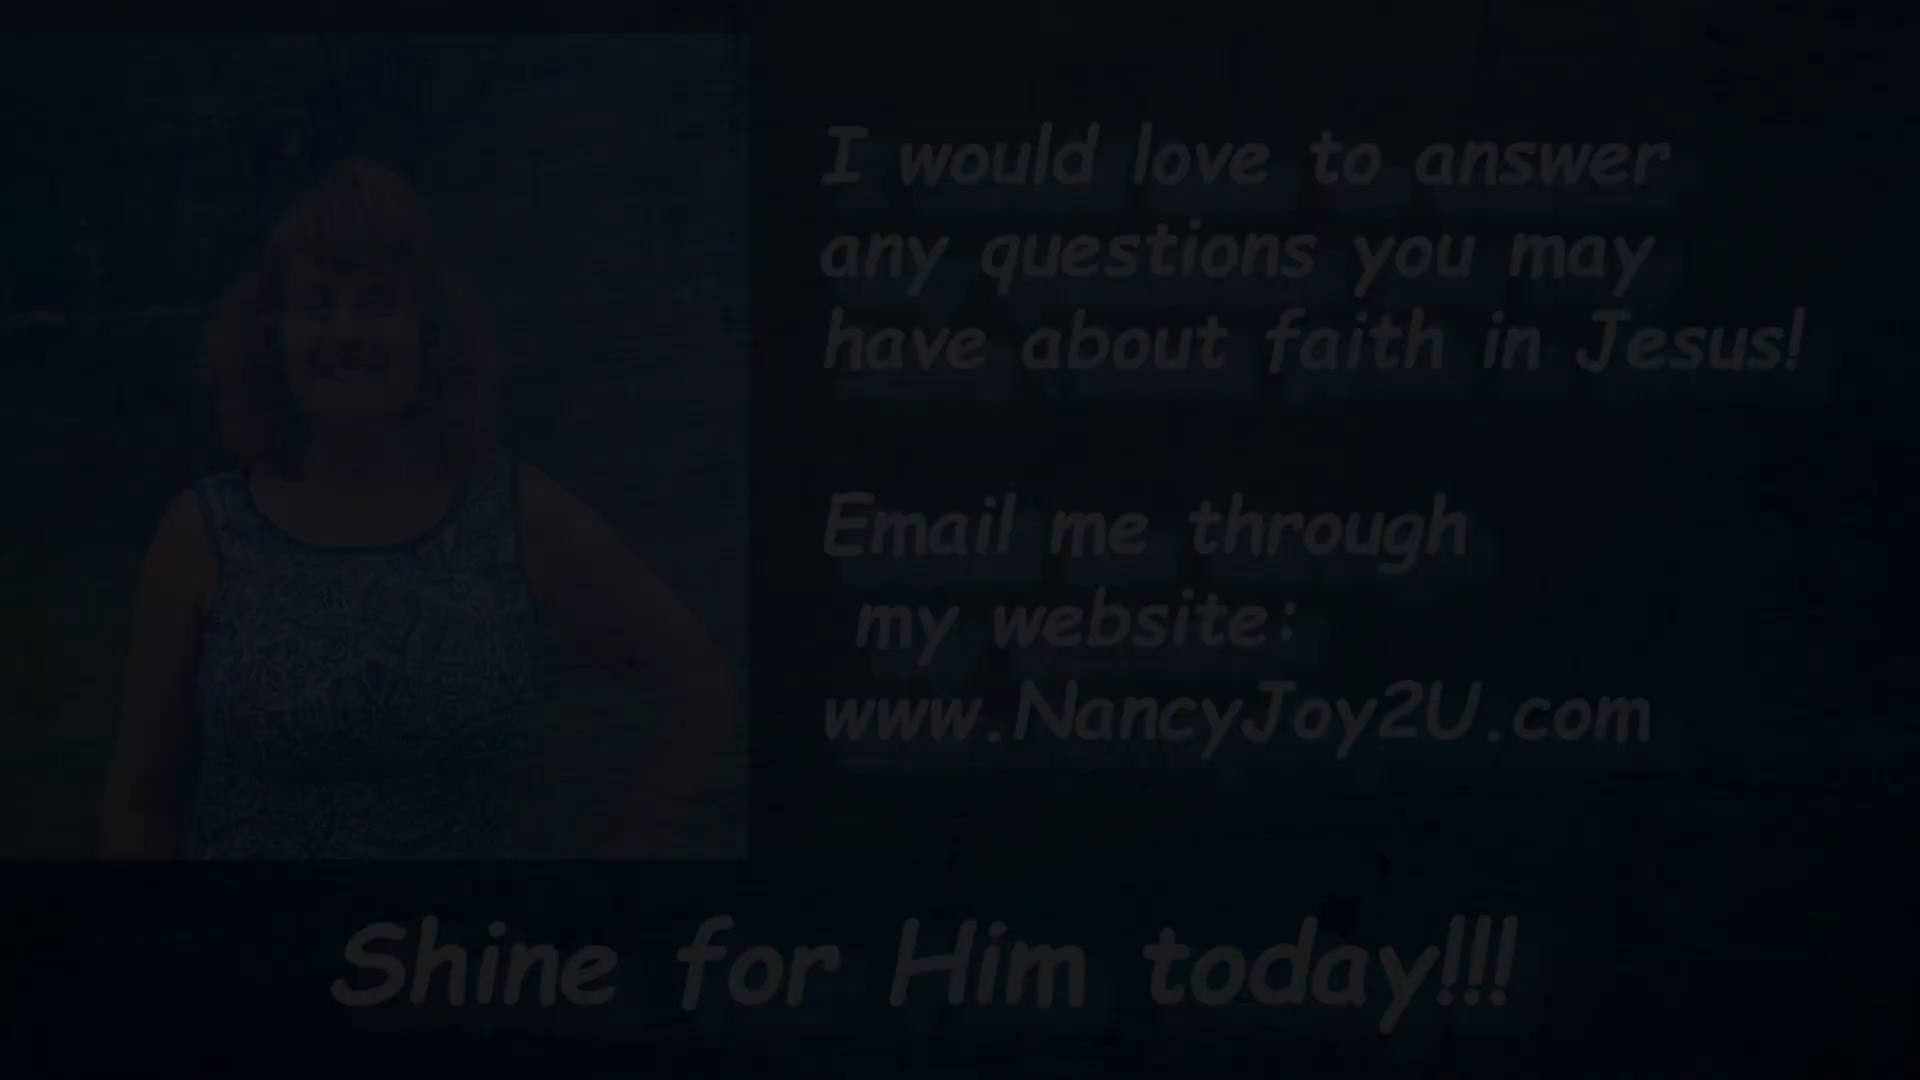 I would love to answer
any questions you may
have about faith in Jesus!
Email me through
my website:
www.NancyJoy2U.com
Shine for Him today!!!